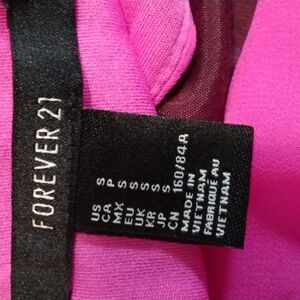 FOREVER 21
US S
CA P
MX S
EU S
UK S
KR S
JP S
CN 160/84A
MADE IN
VIETNAM
FABRIQUÉ AU
VIETNAM